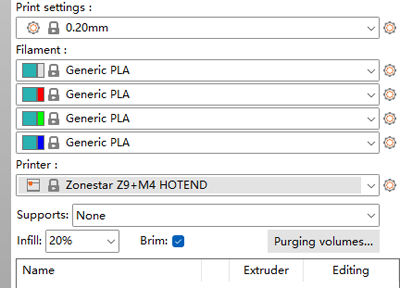 Print settings :
0.20mm
Filament :
Generic PLA
Generic PLA
Generic PLA
Generic PLA
Printer :
Zonestar Z9+M4 HOTEND
Supports: None
Infill: 20% Brim: Purging volumes...
Name Extruder Editing